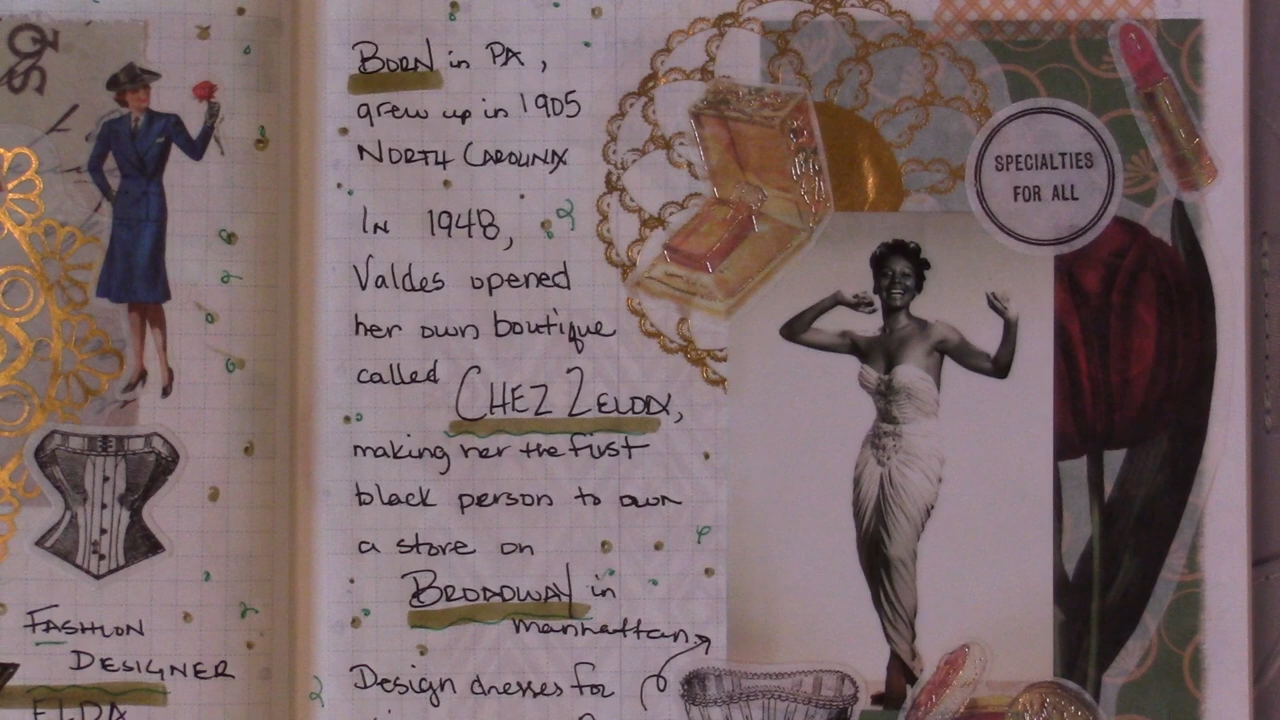 SQ
FASHION
DESIGNER
ELDA
BORN in PA,
grew up in 1905
NORTH CAROLINA
IN 1948,
Valdes opened
her own boutique
called CHEZ ZELDA,
making her the first
black person to own
a store on
BROADWAY in
manhattan
Design dresses for
SPECIALTIES
FOR ALL